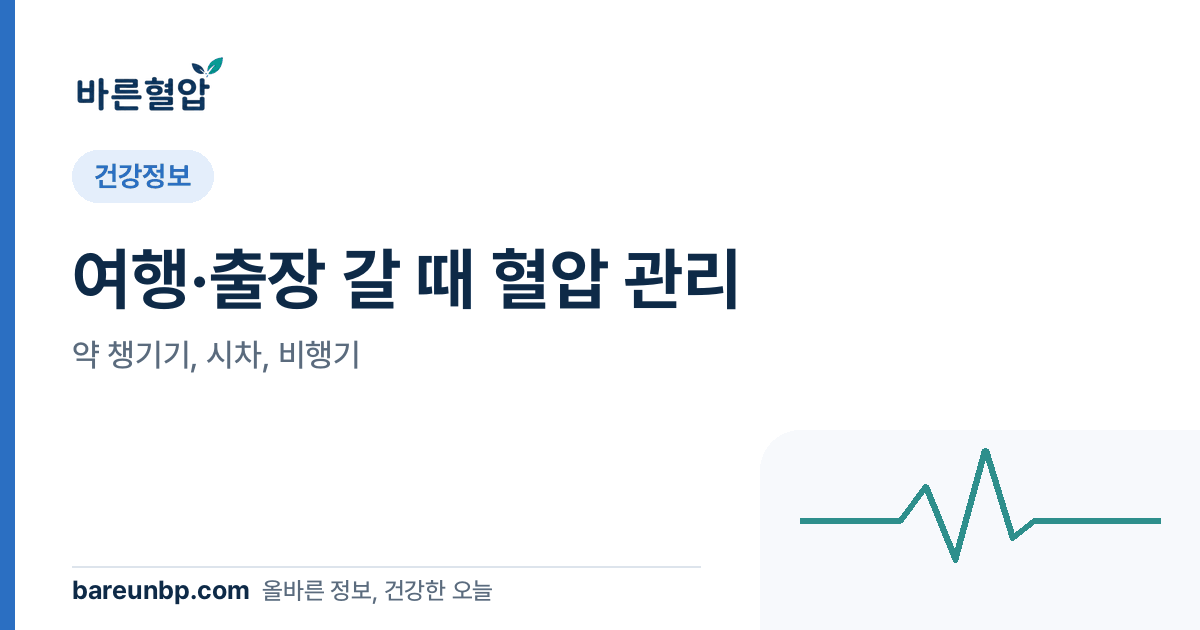 바른혈압
건강정보
여행·출장 갈 때 혈압 관리
약 챙기기, 시차, 비행기
bareunbp.com 올바른 정보, 건강한 오늘